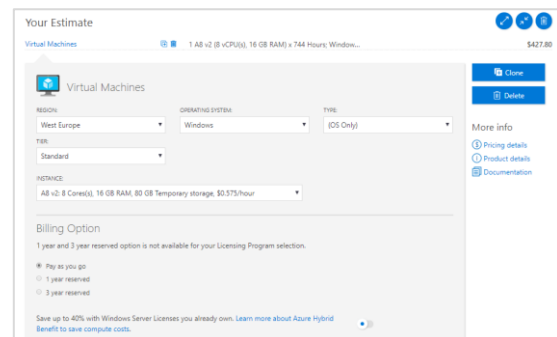 Your Estimate
Virtual Machines 1 A8 v2 (8 vCPU(s), 16 GB RAM) x 744 Hours; Window... $427.80
Virtual Machines
Clone
Delete
REGION: OPERATING SYSTEM: TYPE:
West Europe Windows (OS Only)
TIER:
Standard
More info
Pricing details
Product details
Documentation
INSTANCE:
A8 v2: 8 Cores(s), 16 GB RAM, 80 GB Temporary storage, $0.575/hour
Billing Option
1 year and 3 year reserved option is not available for your Licensing Program selection.
Pay as you go
1 year reserved
3 year reserved
Save up to 40% with Windows Server Licenses you already own. Learn more about Azure Hybrid
Benefit to save compute costs.